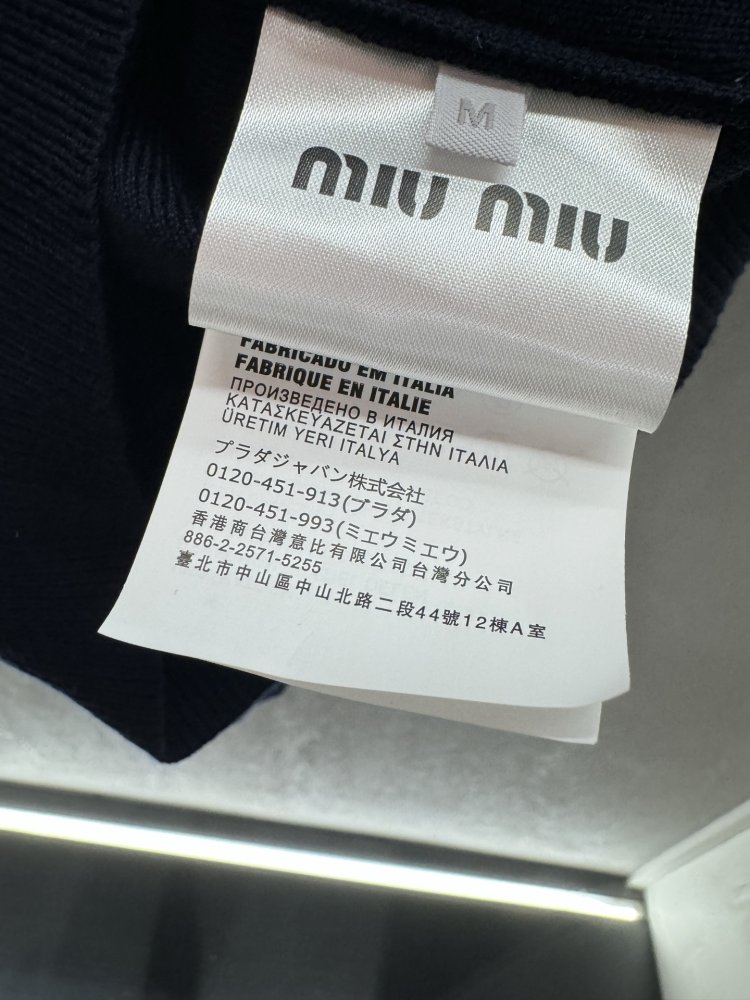 M
miu miu
FABRICADO EM ITALIA
FABRIQUE EN ITALIE
ПРОИЗВЕДЕНО В ИТАЛИЯ
ΚΑΤΑΣΚΕΥΑΖΕΤΑΙ ΣΤΗΝ ΙΤΑΛΙΑ
ÜRETIM YERI ITALYA
プラダジャパン株式会社
0120-451-913(プラダ)
0120-451-993(ミエウミエウ)
香港商台灣意比有限公司台灣分公司
886-2-2571-5255
臺北市中山區中山北路二段44號12棟A室